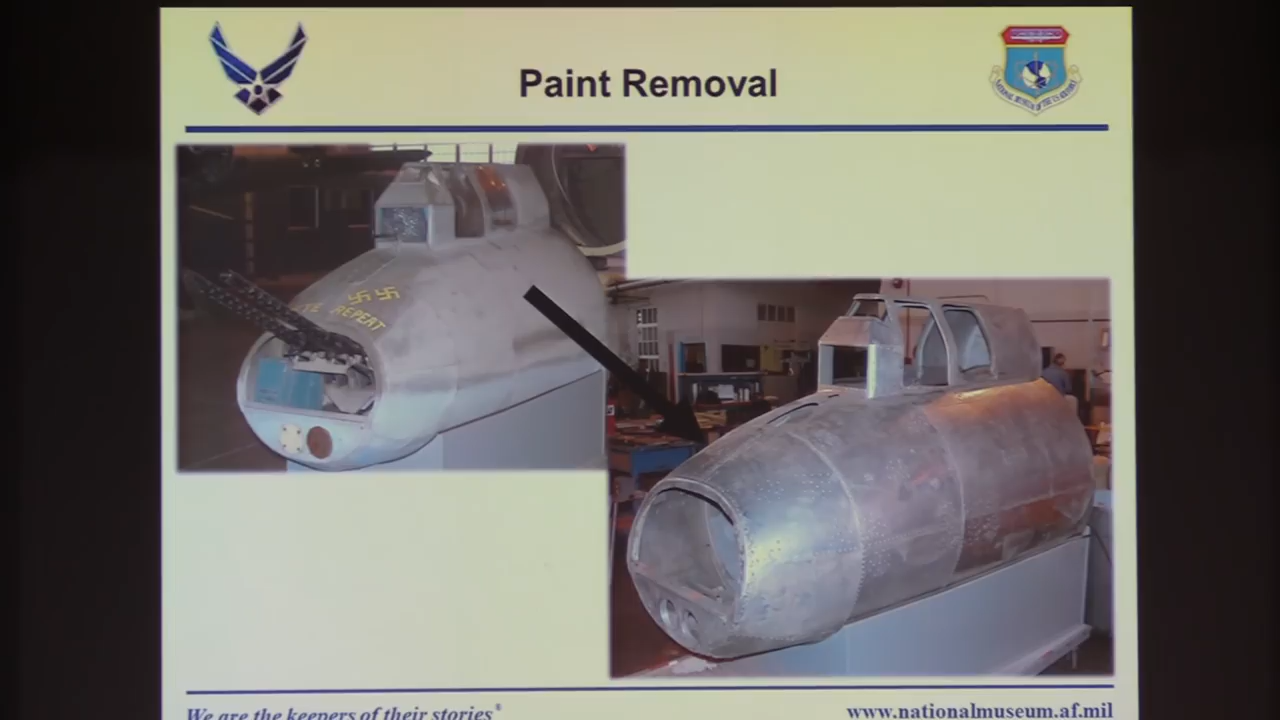 Paint Removal
REPEAT
We are the keepers of their stories®
www.nationalmuseum.af.mil